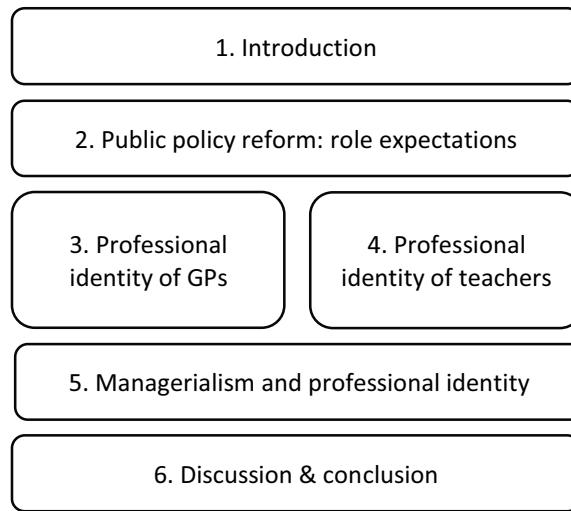 1. Introduction
2. Public policy reform: role expectations
3. Professional
identity of GPs
4. Professional
identity of teachers
5. Managerialism and professional identity
6. Discussion & conclusion